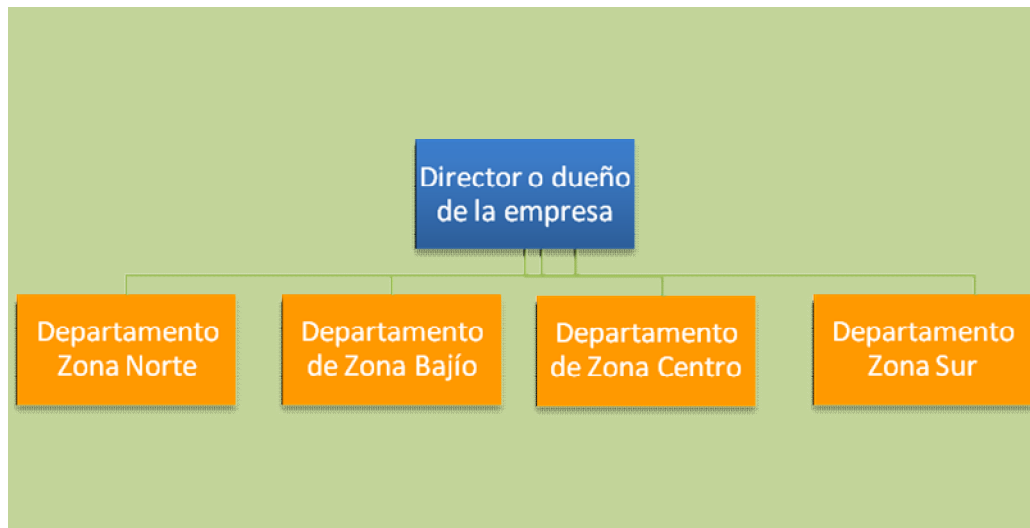 Director o dueño
de la empresa
Departamento
Zona Norte
Departamento
de Zona Bajío
Departamento
de Zona Centro
Departamento
Zona Sur